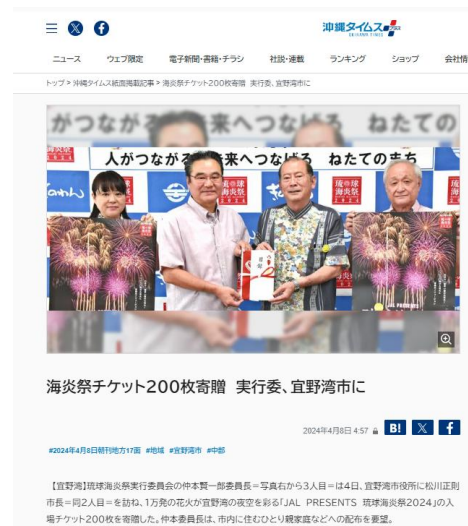 沖縄タイムス
ニュース ウェブ限定 電子新聞・書籍・チラシ 社説・連載 ランキング ショップ 会社情
トップ > 沖縄タイムス紙面掲載記事 > 海炎祭チケット200枚寄贈 実行委、宜野湾市に
人がつながる 未来へつなげる ねたてのまち
JAL PRESENTS
海炎祭チケット200枚寄贈 実行委、宜野湾市に
2024年4月8日 4:57
B!
#2024年4月8日朝刊地方17面 #地域 #宜野湾市 #中部
【宜野湾】琉球海炎祭実行委員会の仲本賢一郎委員長=写真右から3人目=は4日、宜野湾市役所に松川正則
市長=同2人目=を訪ね、1万発の花火が宜野湾の夜空を彩る「JAL PRESENTS 琉球海炎祭2024」の入
場チケット200枚を寄贈した。仲本委員長は、市内に住むひとり親家庭などへの配布を要望。